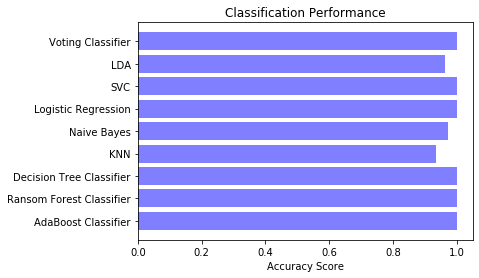 Classification Performance
Voting Classifier
LDA
SVC
Logistic Regression
Naive Bayes
KNN
Decision Tree Classifier
Ransom Forest Classifier
AdaBoost Classifier
0.0 0.2 0.4 0.6 0.8 1.0
Accuracy Score